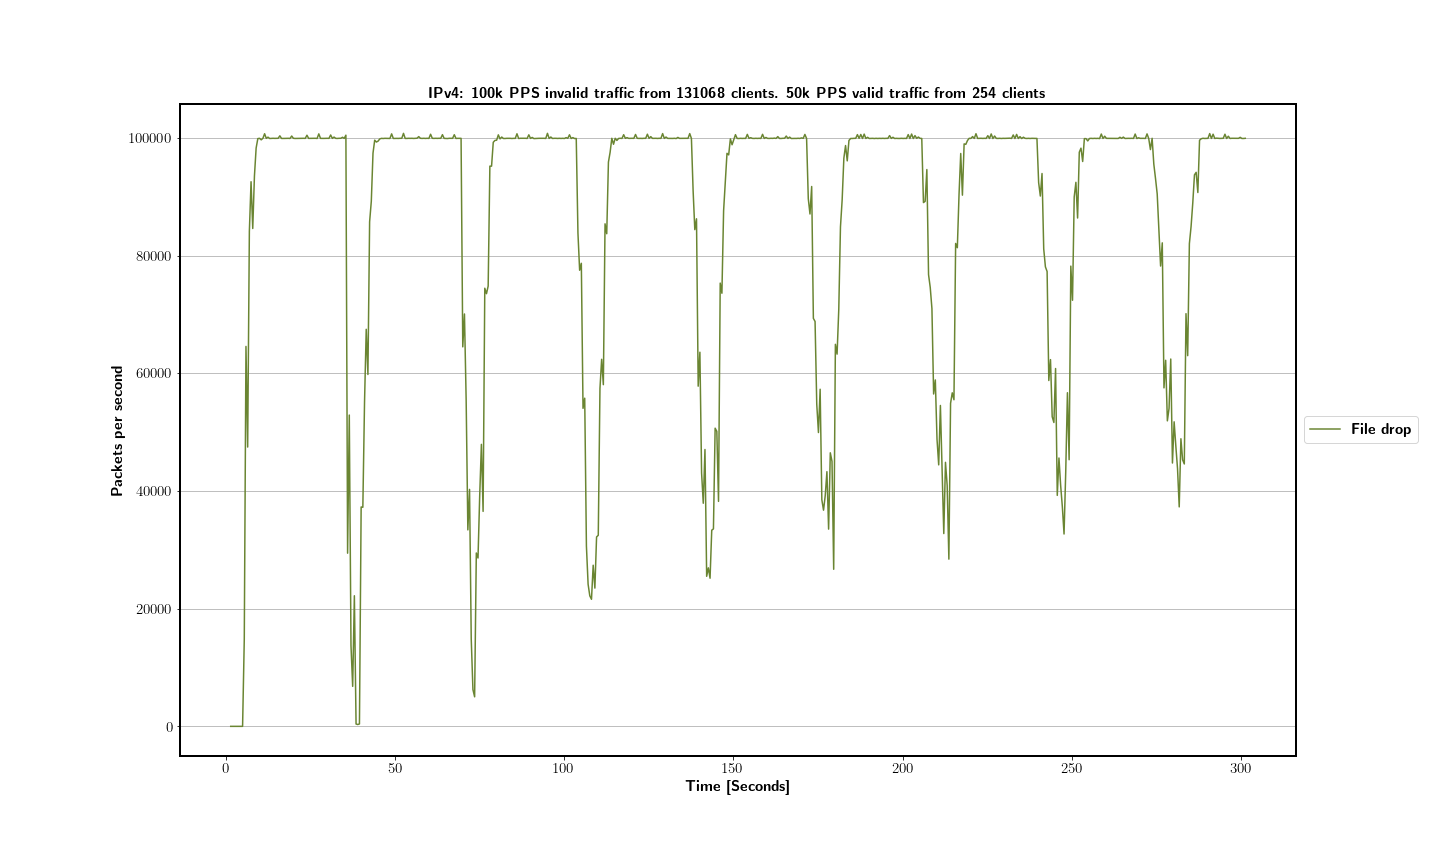 IPv4: 100k PPS invalid traffic from 131068 clients. 50k PPS valid traffic from 254 clients
100000
80000
60000
40000
20000
0
Packets per second
0 50 100 150 200 250 300
Time [Seconds]
File drop